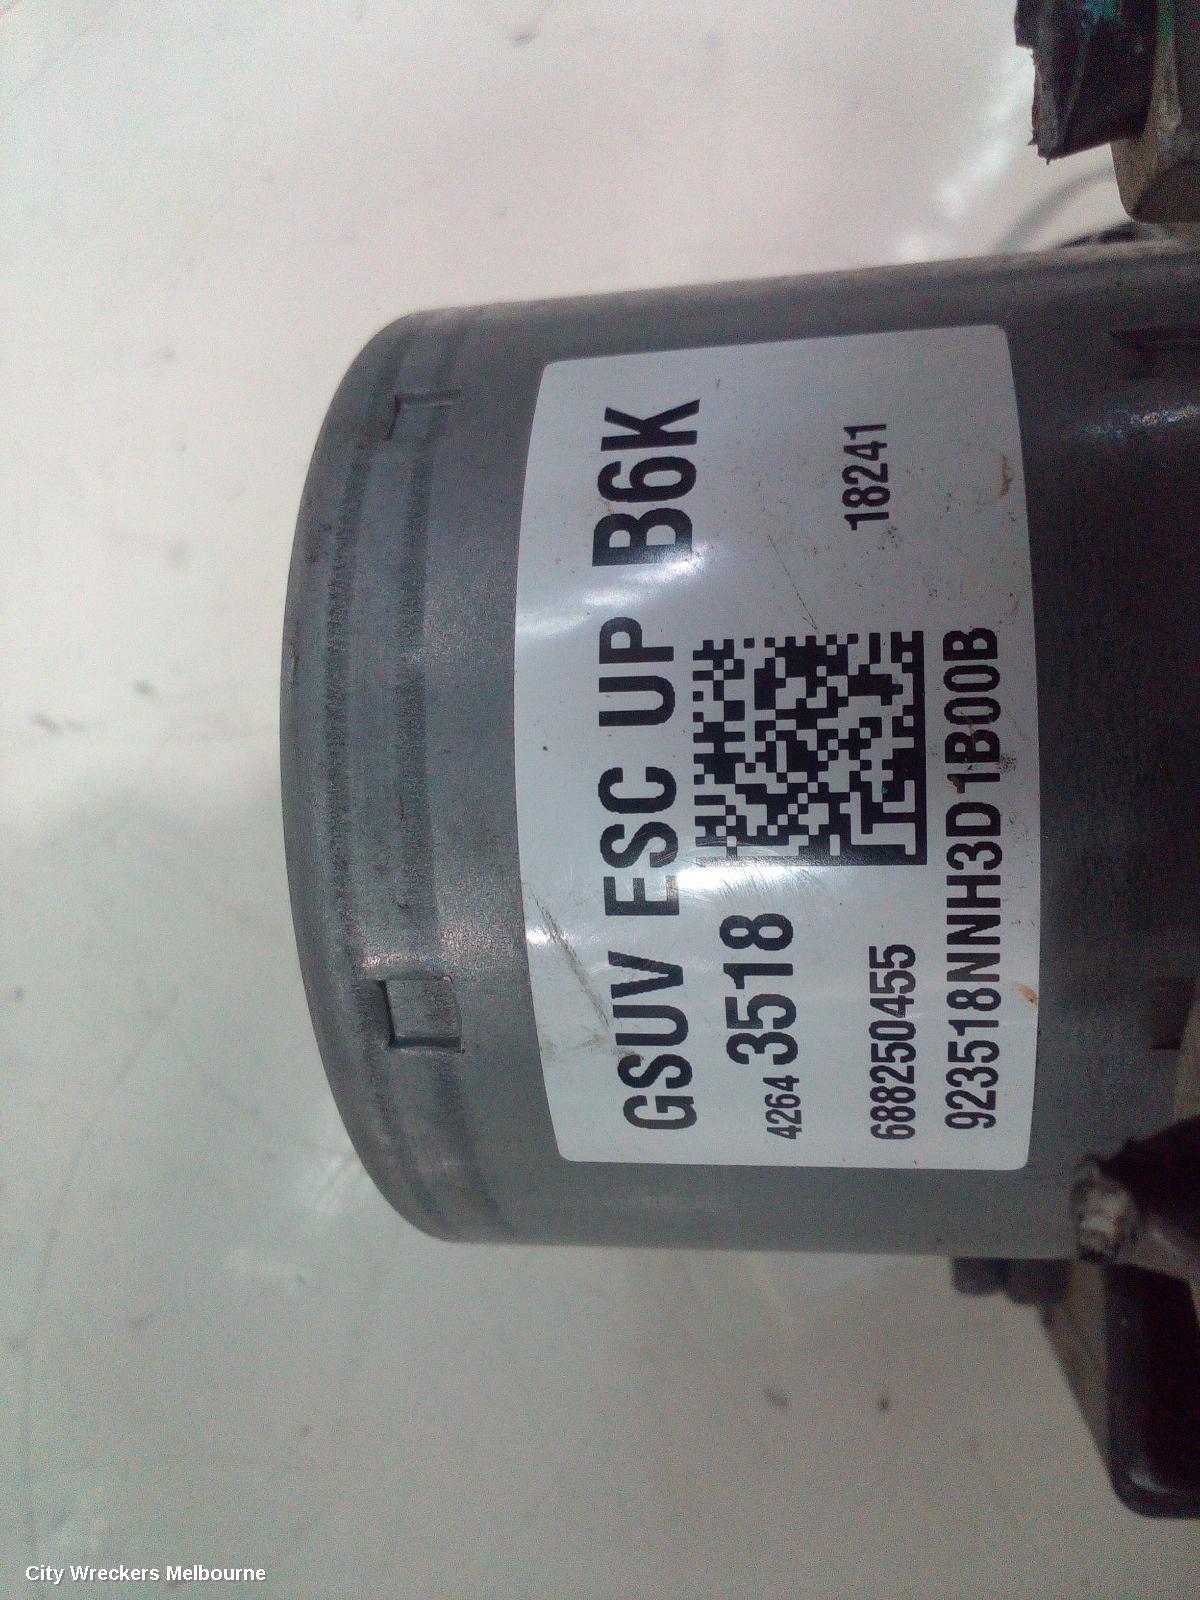 GSUV ESC UP B6K
4264 3518
18241
688250455
923518NNH3D1B00B
City Wreckers Melbourne